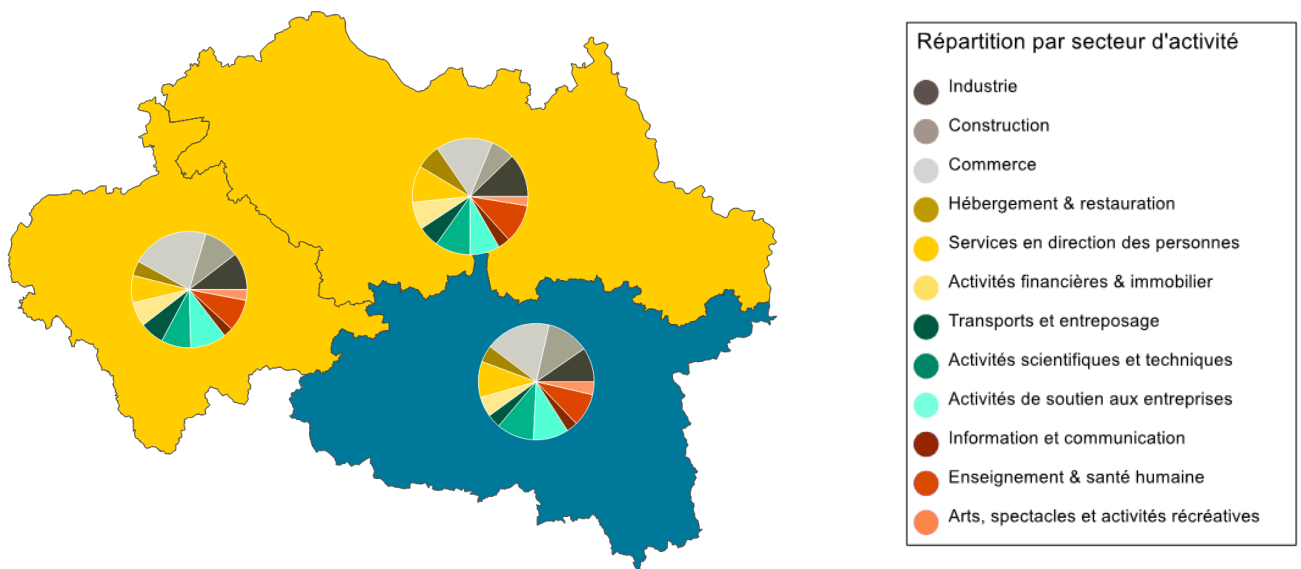 Répartition par secteur d'activité
Industrie
Construction
Commerce
Hébergement & restauration
Services en direction des personnes
Activités financières & immobilier
Transports et entreposage
Activités scientifiques et techniques
Activités de soutien aux entreprises
Information et communication
Enseignement & santé humaine
Arts, spectacles et activités récréatives